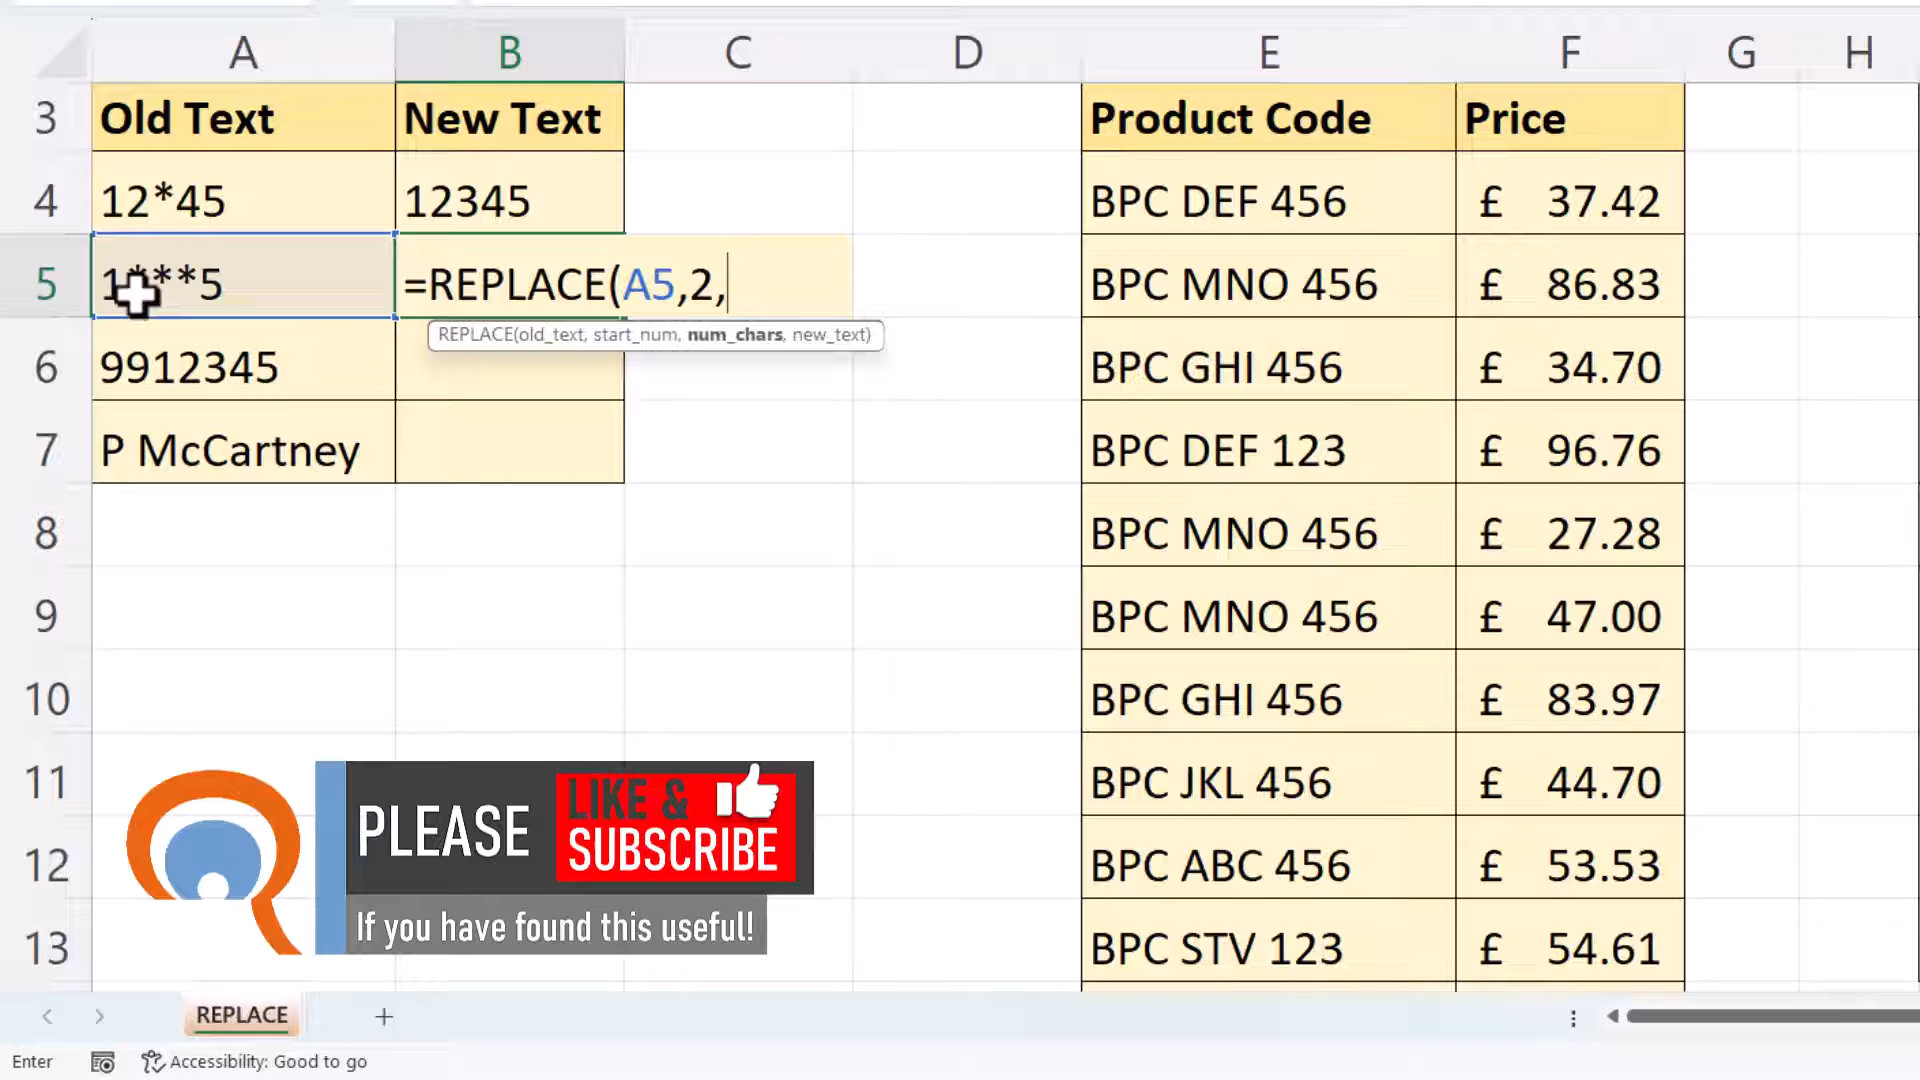 A B C D E F G H
3 Old Text New Text Product Code Price
4 12*45 12345 BPC DEF 456 £ 37.42
5 1***5 =REPLACE(A5,2, BPC MNO 456 £ 86.83
REPLACE(old_text, start_num, num_chars, new_text)
6 9912345 BPC GHI 456 £ 34.70
7 P McCartney BPC DEF 123 £ 96.76
8 BPC MNO 456 £ 27.28
9 BPC MNO 456 £ 47.00
10 BPC GHI 456 £ 83.97
11 BPC JKL 456 £ 44.70
12 BPC ABC 456 £ 53.53
13 BPC STV 123 £ 54.61
PLEASE LIKE & SUBSCRIBE
If you have found this useful!
REPLACE
Enter Accessibility: Good to go